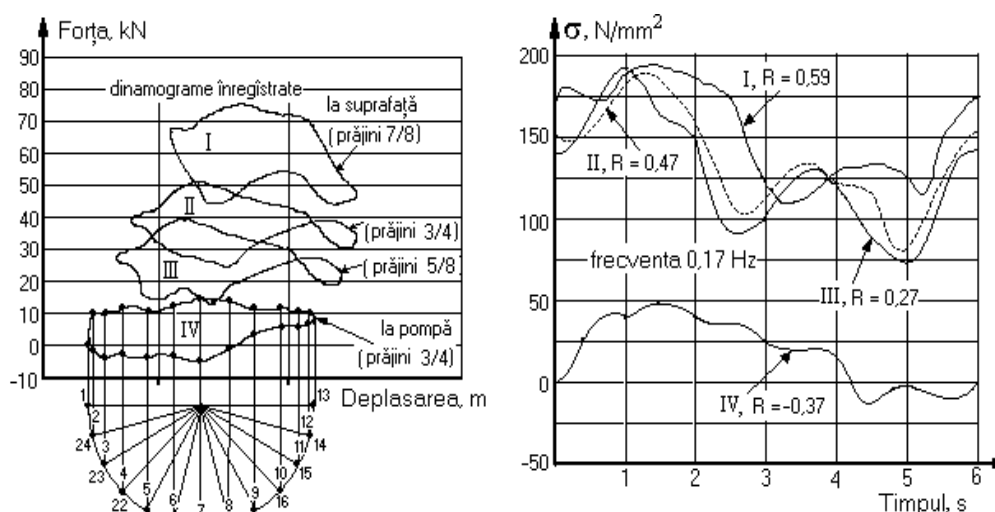 Forța, kN
90
80
70
60
50
40
30
20
10
0
-10
dinamograme înregîstrate
la suprafață
(prăjini 7/8)
I
II
(prăjini 3/4)
(prăjini 5/8)
III
IV
la pompă
(prăjini 3/4)
Deplasarea, m
1
2
24
3
23
4
22
5
6
7
8
9
16
10
15
11
14
12
13
σ, N/mm²
200
150
100
50
0
-50
I, R = 0,59
II, R = 0,47
frecventa 0,17 Hz
III, R = 0,27
IV, R =-0,37
1
2
3
4
5
6
Timpul, s